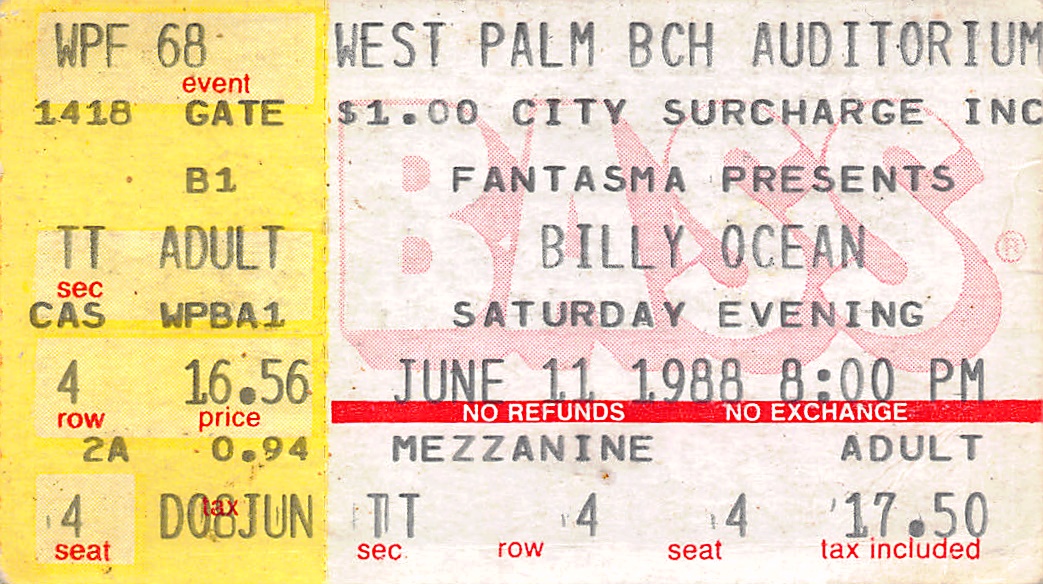 WPF 68
event
1418 GATE
B1
TT ADULT
sec
CAS WPBA1
4 16.56
row price
2A 0.94
4 DO8JUN
tax
seat
WEST PALM BCH AUDITORIUM
$1.00 CITY SURCHARGE INC
FANTASMA PRESENTS
BILLY OCEAN
SATURDAY EVENING
JUNE 11 1988 8:00 PM
NO REFUNDS NO EXCHANGE
MEZZANINE ADULT
TT 4 4 17.50
sec row seat tax included
BASS ®